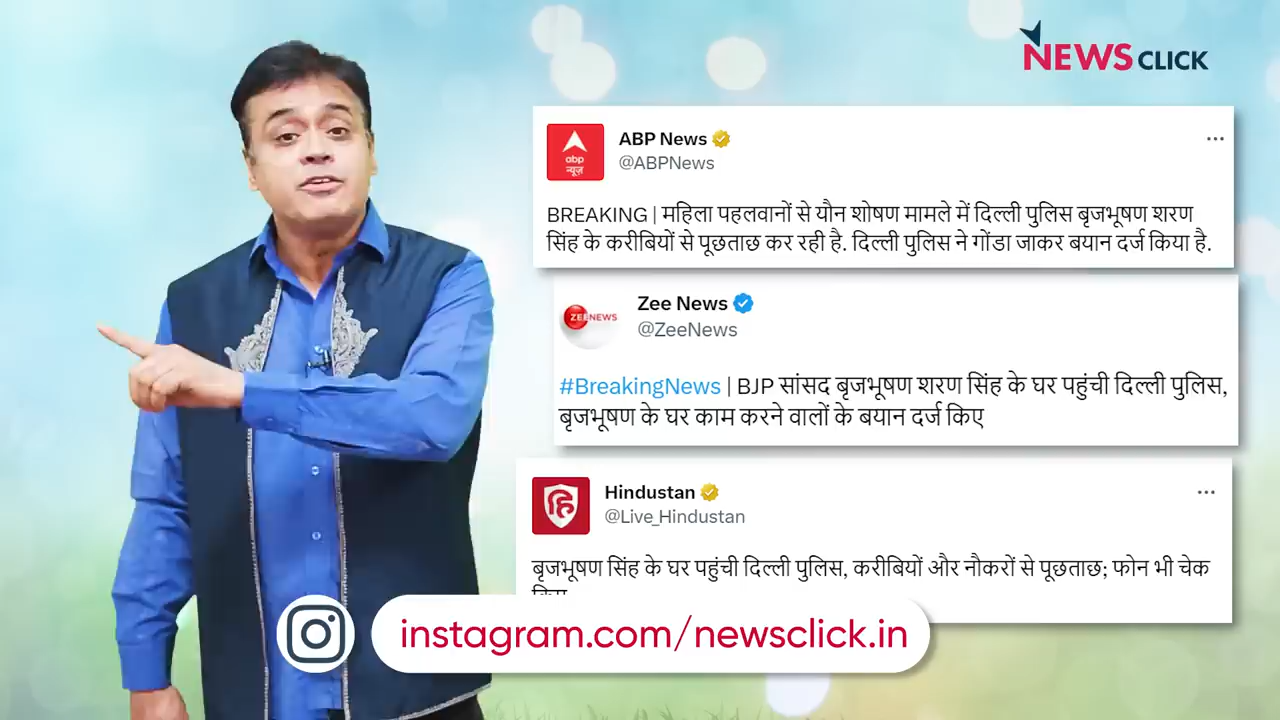 NEWS CLICK
ABP News
@ABPNews
abp
न्यूज़
BREAKING | महिला पहलवानों से यौन शोषण मामले में दिल्ली पुलिस बृजभूषण शरण
सिंह के करीबियों से पूछताछ कर रही है. दिल्ली पुलिस ने गोंडा जाकर बयान दर्ज किया है.
Zee News
ZEENEWS
@ZeeNews
#BreakingNews | BJP सांसद बृजभूषण शरण सिंह के घर पहुंची दिल्ली पुलिस,
बृजभूषण के घर काम करने वालों के बयान दर्ज किए
Hindustan
हि
@Live_Hindustan
बृजभूषण सिंह के घर पहुंची दिल्ली पुलिस, करीबियों और नौकरों से पूछताछ; फोन भी चेक
instagram.com/newsclick.in